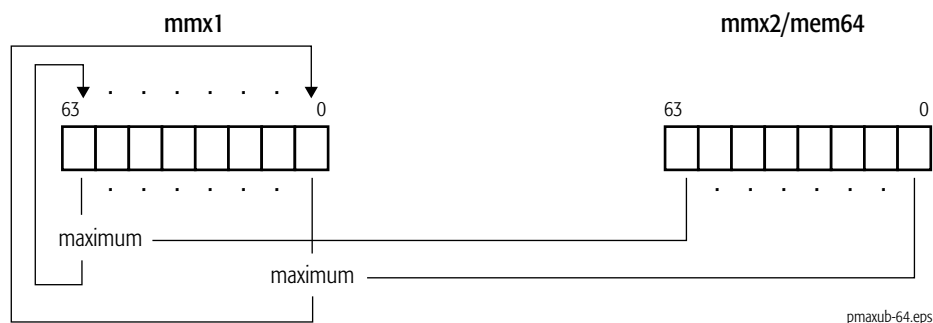 mmx1 mmx2/mem64
. . . . . .
63 0 63 0
. . . . . . . . . . . .
maximum
maximum
pmaxub-64.eps